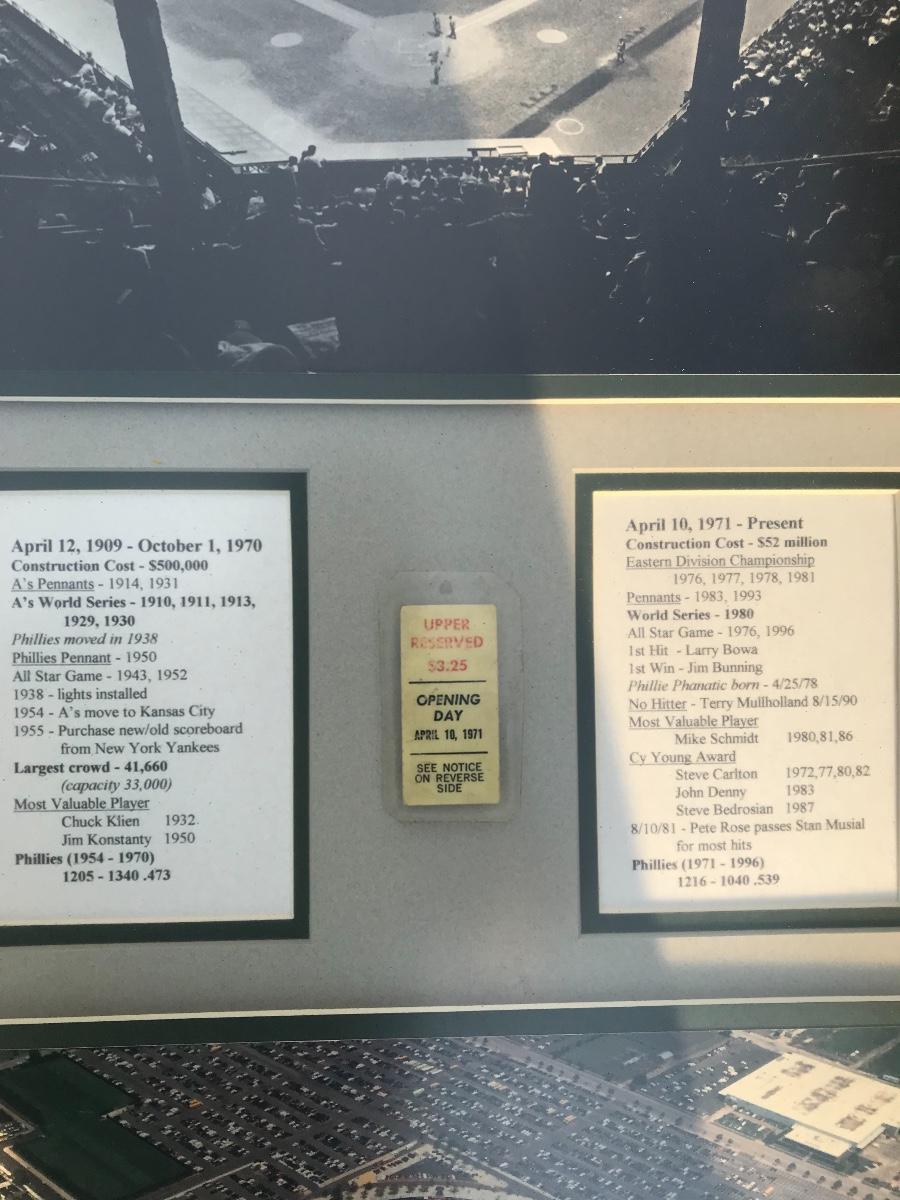 April 12, 1909 - October 1, 1970
Construction Cost - $500,000
A's Pennants - 1914, 1931
A's World Series - 1910, 1911, 1913,
1929, 1930
Phillies moved in 1938
Phillies Pennant - 1950
All Star Game - 1943, 1952
1938 - lights installed
1954 - A's move to Kansas City
1955 - Purchase new/old scoreboard
from New York Yankees
Largest crowd - 41,660
(capacity 33,000)
Most Valuable Player
Chuck Klien 1932
Jim Konstanty 1950
Phillies (1954 - 1970)
1205 - 1340 .473
UPPER
RESERVED
$3.25
OPENING
DAY
APRIL 10, 1971
SEE NOTICE
ON REVERSE
SIDE
April 10, 1971 - Present
Construction Cost - $52 million
Eastern Division Championship
1976, 1977, 1978, 1981
Pennants - 1983, 1993
World Series - 1980
All Star Game - 1976, 1996
1st Hit - Larry Bowa
1st Win - Jim Bunning
Phillie Phanatic born - 4/25/78
No Hitter - Terry Mullholland 8/15/90
Most Valuable Player
Mike Schmidt 1980,81,86
Cy Young Award
Steve Carlton 1972,77,80,82
John Denny 1983
Steve Bedrosian 1987
8/10/81 - Pete Rose passes Stan Musial
for most hits
Phillies (1971 - 1996)
1216 - 1040 .539